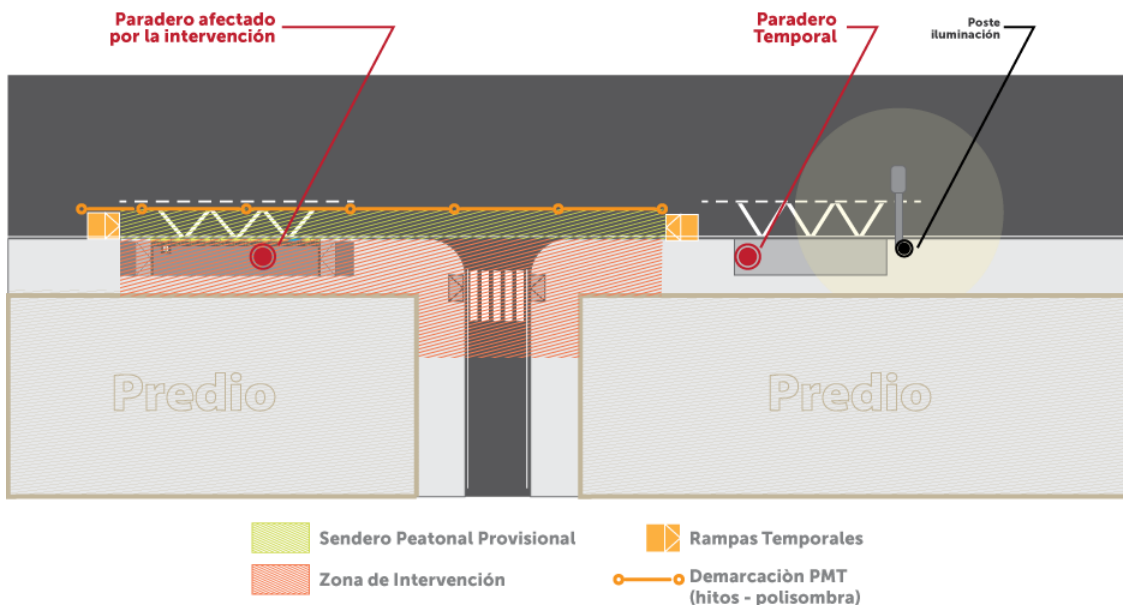 Paradero afectado
por la intervención
Paradero
Temporal
Poste
iluminación
Predio
Predio
Sendero Peatonal Provisional
Rampas Temporales
Zona de Intervención
Demarcaciòn PMT
(hitos - polisombra)